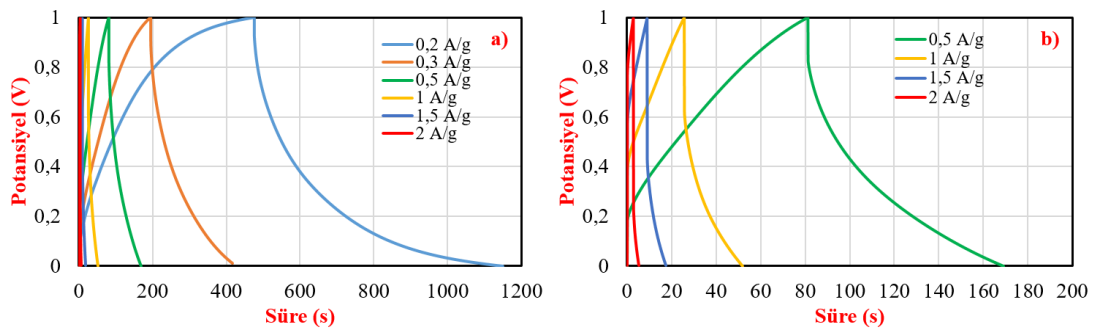 a)
Potansiyel (V)
1
0,8
0,6
0,4
0,2
0
0,2 A/g
0,3 A/g
0,5 A/g
1 A/g
1,5 A/g
2 A/g
0 200 400 600 800 1000 1200
Süre (s)
b)
Potansiyel (V)
1
0,8
0,6
0,4
0,2
0
0,5 A/g
1 A/g
1,5 A/g
2 A/g
0 20 40 60 80 100 120 140 160 180 200
Süre (s)